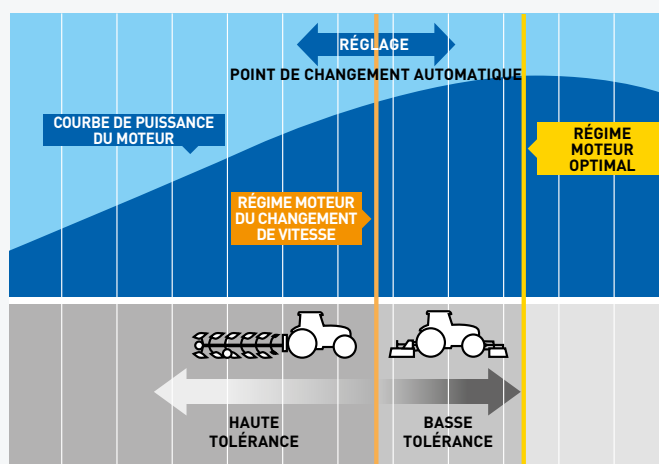 RÉGLAGE
POINT DE CHANGEMENT AUTOMATIQUE
COURBE DE PUISSANCE
DU MOTEUR
RÉGIME
MOTEUR
OPTIMAL
RÉGIME MOTEUR
DU CHANGEMENT
DE VITESSE
HAUTE
TOLÉRANCE
BASSE
TOLÉRANCE